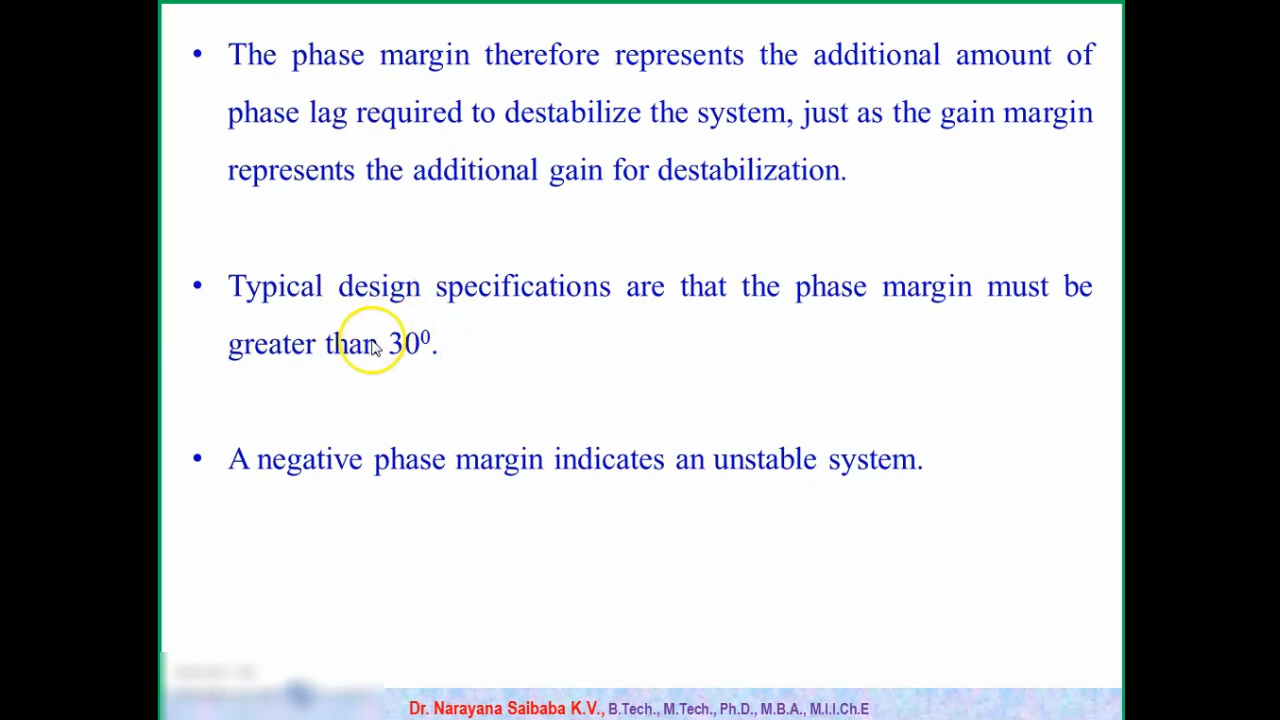 • The phase margin therefore represents the additional amount of
phase lag required to destabilize the system, just as the gain margin
represents the additional gain for destabilization.
• Typical design specifications are that the phase margin must be
greater than 30⁰.
• A negative phase margin indicates an unstable system.
Dr. Narayana Saibaba K.V., B.Tech., M.Tech., Ph.D., M.B.A., M.I.I.Ch.E